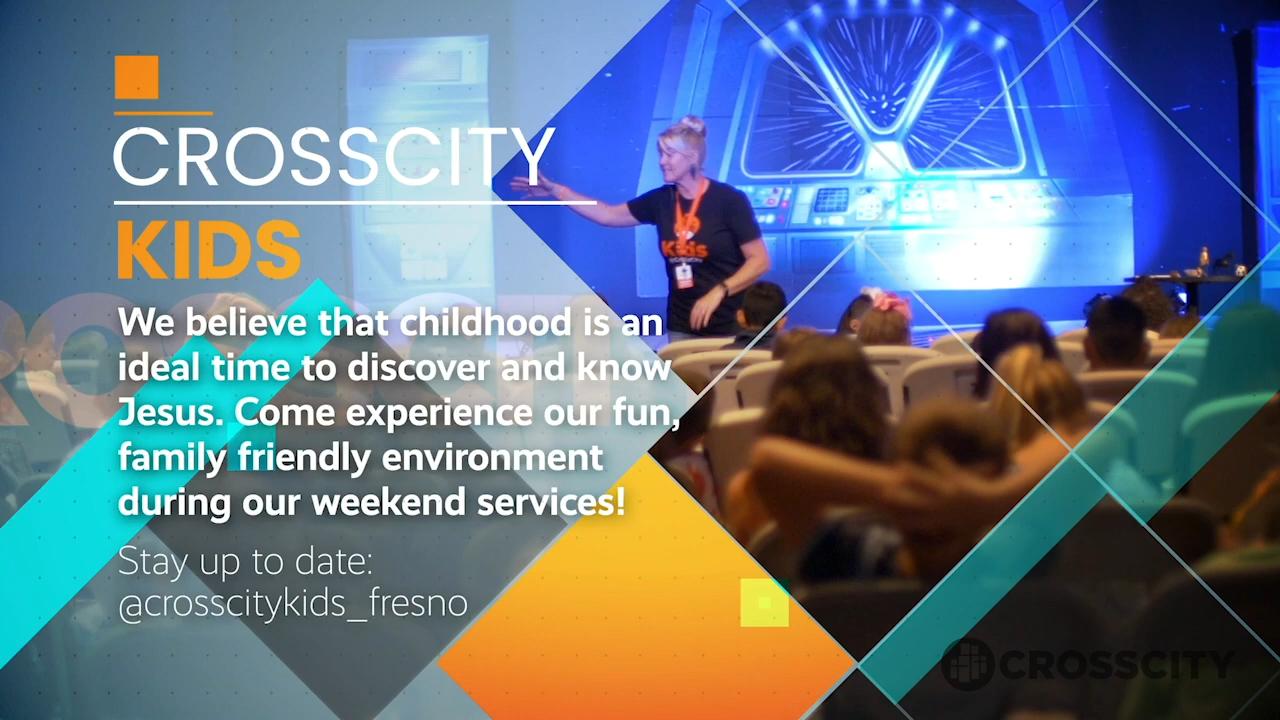 CROSSCITY
KIDS
We believe that childhood is an
ideal time to discover and know
Jesus. Come experience our fun,
family friendly environment
during our weekend services!
Stay up to date:
@crosscitykids_fresno
Kids
CROSSCITY